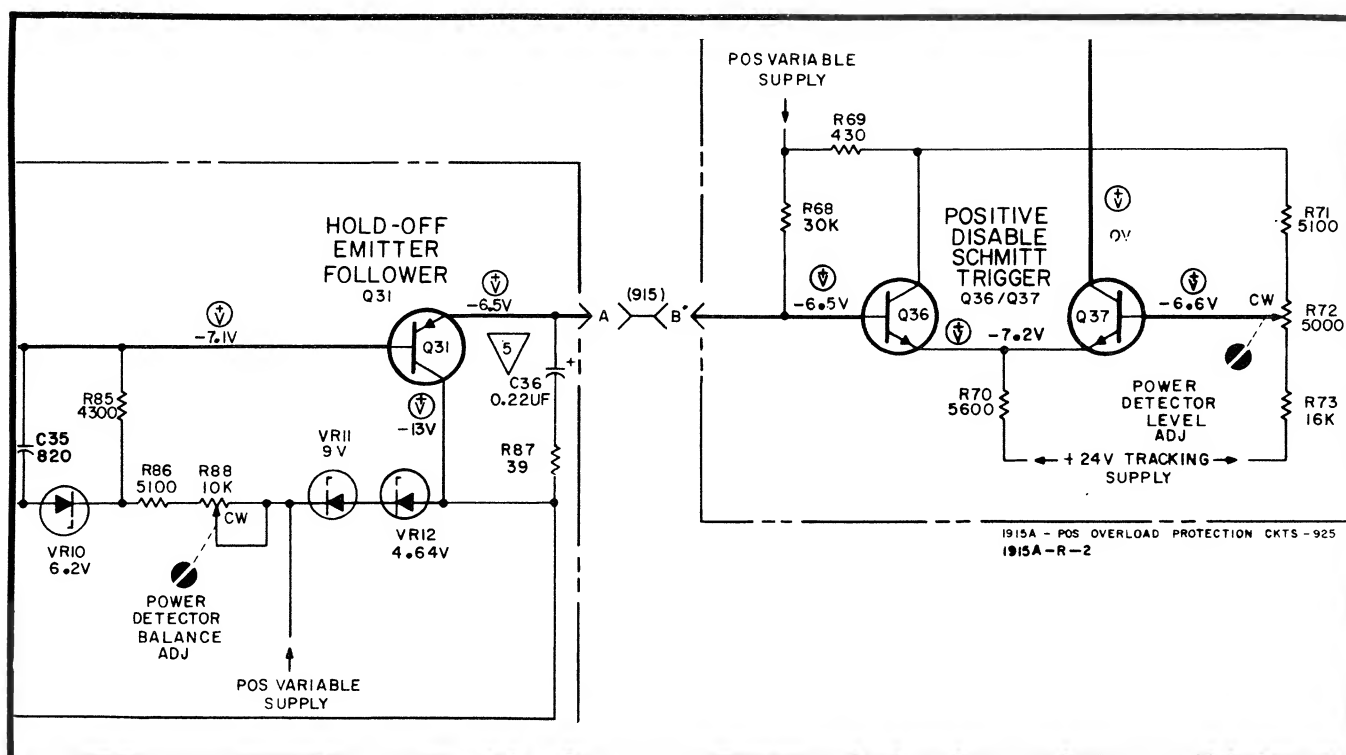 HOLD-OFF
EMITTER
FOLLOWER
Q31
-7.1V
-6.5V
Q31
5
C36
0.22UF
+
-13V
R85
4300
C35
820
R86
5100
R88
10K
CW
VR10
6.2V
VR11
9V
VR12
4.64V
R87
39
POWER
DETECTOR
BALANCE
ADJ
POS VARIABLE
SUPPLY
A
(915)
B
POS VARIABLE
SUPPLY
R69
430
R68
30K
POSITIVE
DISABLE
SCHMITT
TRIGGER
Q36/Q37
+V
0V
R71
5100
-6.5V
Q36
-7.2V
Q37
-6.6V
CW
R72
5000
R70
5600
POWER
DETECTOR
LEVEL
ADJ
R73
16K
+24V TRACKING
SUPPLY
1915A - POS OVERLOAD PROTECTION CKTS - 925
1915A-R-2